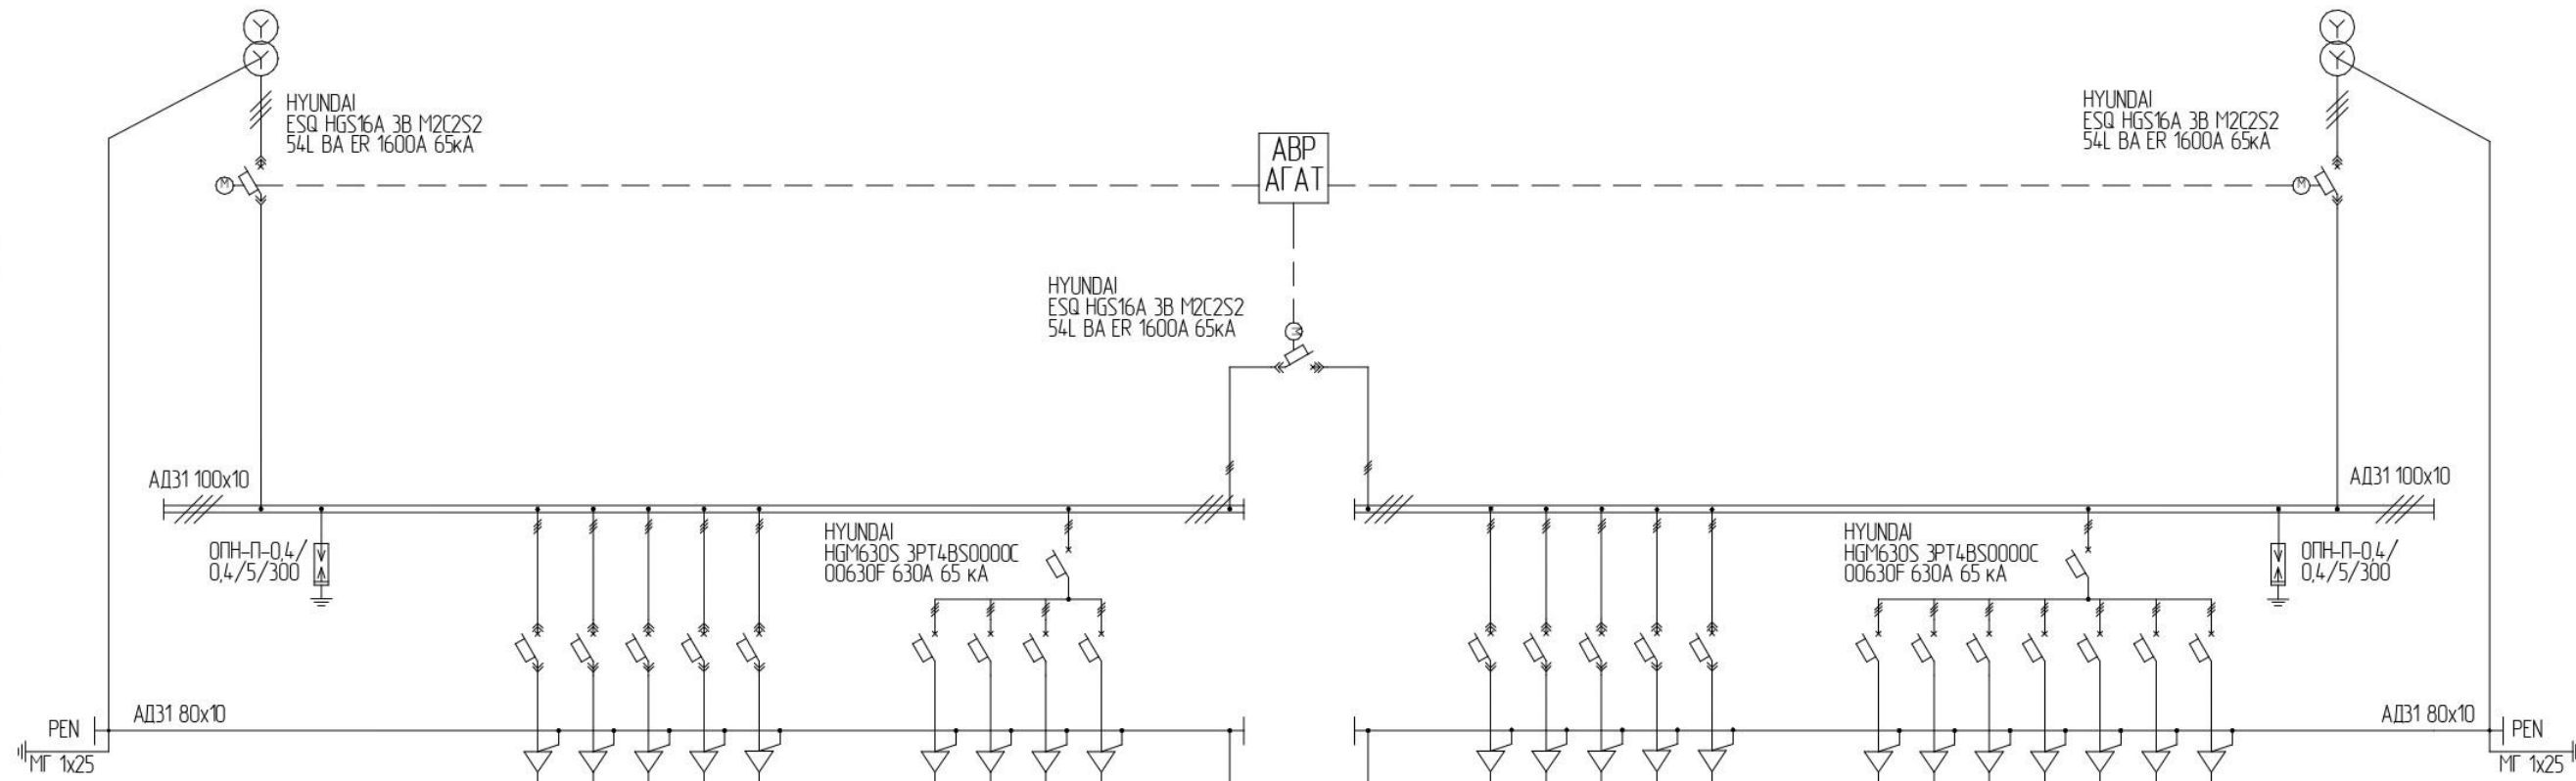 HYUNDAI
ESQ HGS16A 3B M2C2S2
54L BA ER 1600A 65кА
M
АВР
АГАТ
HYUNDAI
ESQ HGS16A 3B M2C2S2
54L BA ER 1600A 65кА
M
HYUNDAI
ESQ HGS16A 3B M2C2S2
54L BA ER 1600A 65кА
M
АД31 100х10
АД31 100х10
ОПН-П-0,4/
0,4/5/300
HYUNDAI
HGM630S 3PT4BS0000C
00630F 630A 65 кА
HYUNDAI
HGM630S 3PT4BS0000C
00630F 630A 65 кА
ОПН-П-0,4/
0,4/5/300
PEN
АД31 80х10
АД31 80х10
PEN
МГ 1х25
МГ 1х25